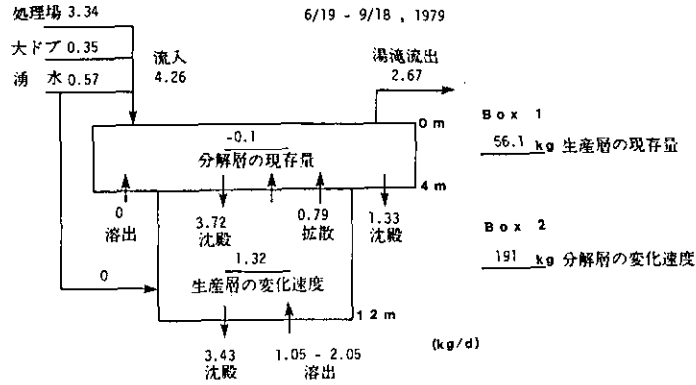 処理場 3.34
6/19 - 9/18 , 1979
大ドブ 0.35
流入
湯滝流出
湧 水 0.57
4.26
2.67
0 m
Box 1
-0.1
56.1 kg 生産層の現存量
分解層の現存量
4 m
0
溶出
3.72
沈殿
0.79
拡散
1.33
沈殿
Box 2
1.32
191 kg 分解層の変化速度
0
生産層の変化速度
12 m
(kg/d)
3.43
沈殿
1.05 - 2.05
溶出